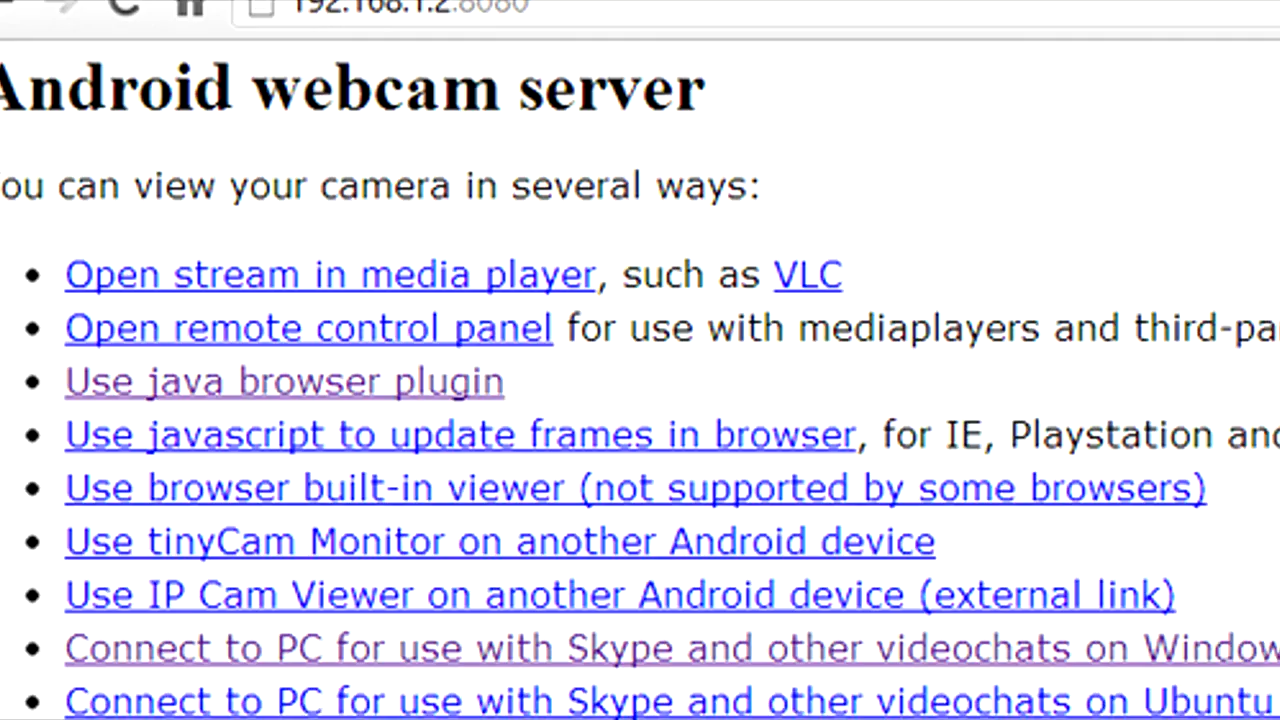 192.168.1.2:8080
Android webcam server
ou can view your camera in several ways:
Open stream in media player, such as VLC
Open remote control panel for use with mediaplayers and third-pa
Use java browser plugin
Use javascript to update frames in browser, for IE, Playstation and
Use browser built-in viewer (not supported by some browsers)
Use tinyCam Monitor on another Android device
Use IP Cam Viewer on another Android device (external link)
Connect to PC for use with Skype and other videochats on Window
Connect to PC for use with Skype and other videochats on Ubuntu